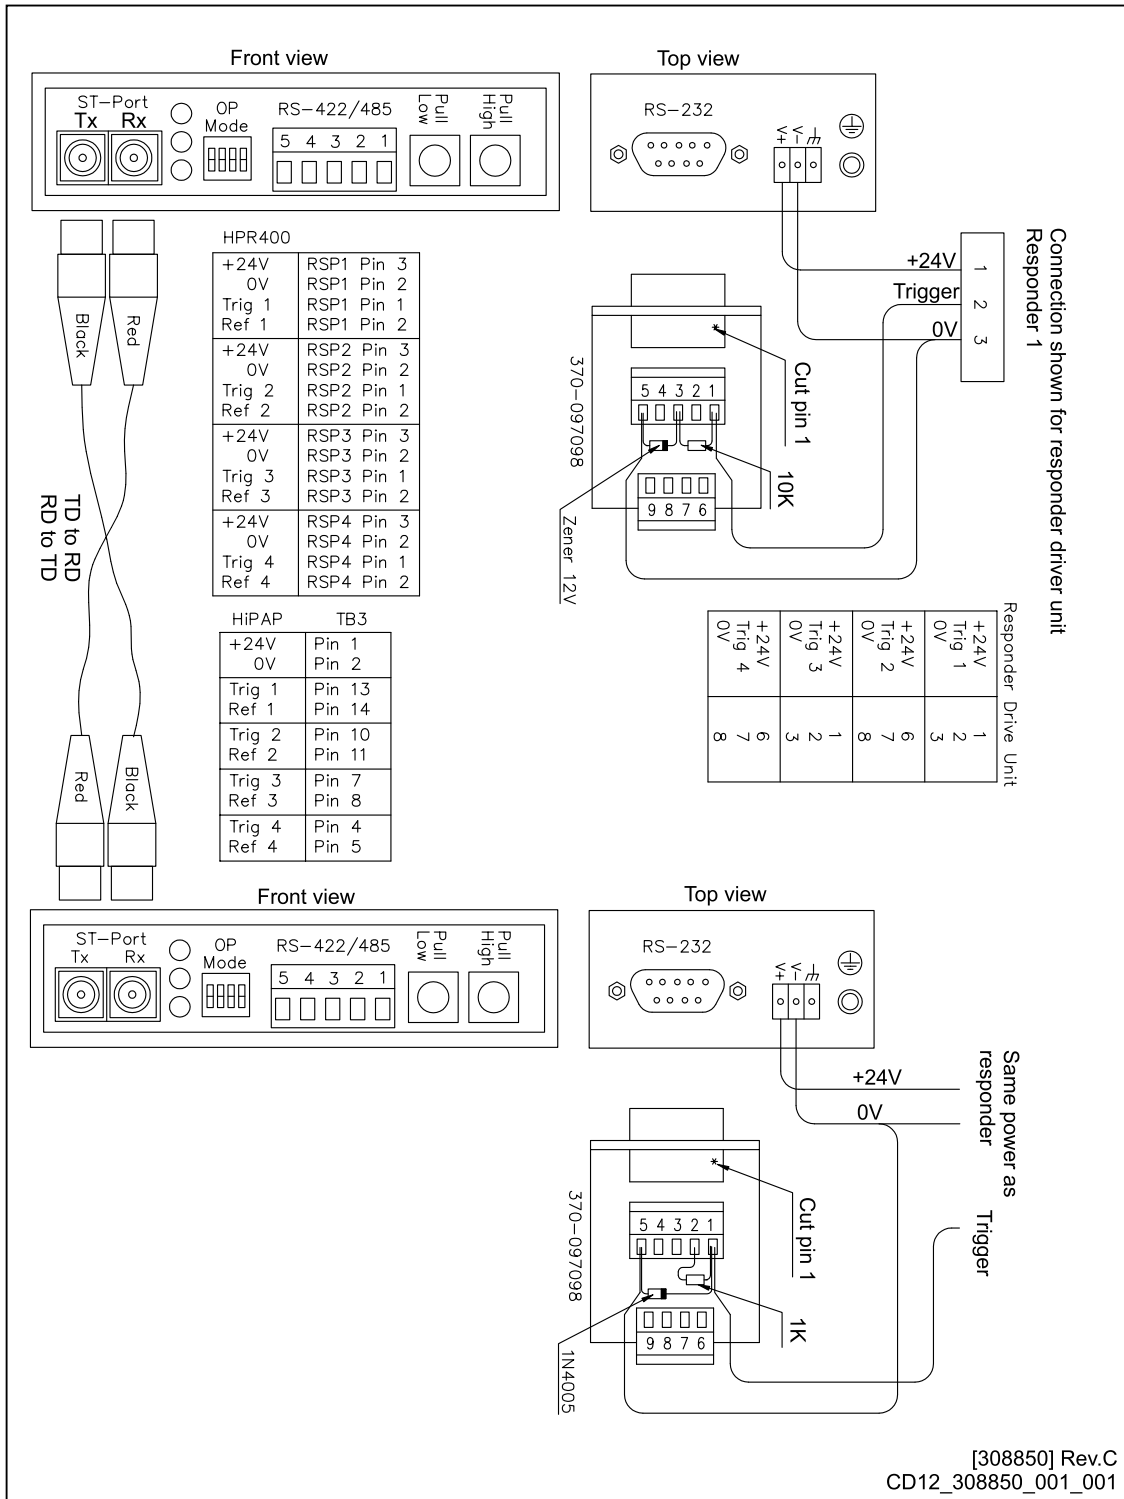 Front view
ST-Port
Tx Rx
OP
Mode
RS-422/485
5 4 3 2 1
Pull
Low
Pull
High
Top view
RS-232
V+ V-
Connection shown for responder driver unit
Responder 1
+24V 1
Trigger 2
0V 3
Cut pin 1
5 4 3 2 1
10K
370-097098
9 8 7 6
Zener 12V
Black
Red
TD to RD
RD to TD
Red
Black
HPR400
+24V RSP1 Pin 3
0V RSP1 Pin 2
Trig 1 RSP1 Pin 1
Ref 1 RSP1 Pin 2
+24V RSP2 Pin 3
0V RSP2 Pin 2
Trig 2 RSP2 Pin 1
Ref 2 RSP2 Pin 2
+24V RSP3 Pin 3
0V RSP3 Pin 2
Trig 3 RSP3 Pin 1
Ref 3 RSP3 Pin 2
+24V RSP4 Pin 3
0V RSP4 Pin 2
Trig 4 RSP4 Pin 1
Ref 4 RSP4 Pin 2
HiPAP TB3
+24V Pin 1
0V Pin 2
Trig 1 Pin 13
Ref 1 Pin 14
Trig 2 Pin 10
Ref 2 Pin 11
Trig 3 Pin 7
Ref 3 Pin 8
Trig 4 Pin 4
Ref 4 Pin 5
Responder Drive Unit
+24V 1
Trig 1 2
0V 3
+24V 6
Trig 2 7
0V 8
+24V 1
Trig 3 2
0V 3
+24V 6
Trig 4 7
0V 8
Front view
ST-Port
Tx Rx
OP
Mode
RS-422/485
5 4 3 2 1
Pull
Low
Pull
High
Top view
RS-232
V+ V-
+24V
0V
Same power as
responder
Trigger
Cut pin 1
5 4 3 2 1
1K
370-097098
9 8 7 6
1N4005
[308850] Rev.C
CD12_308850_001_001